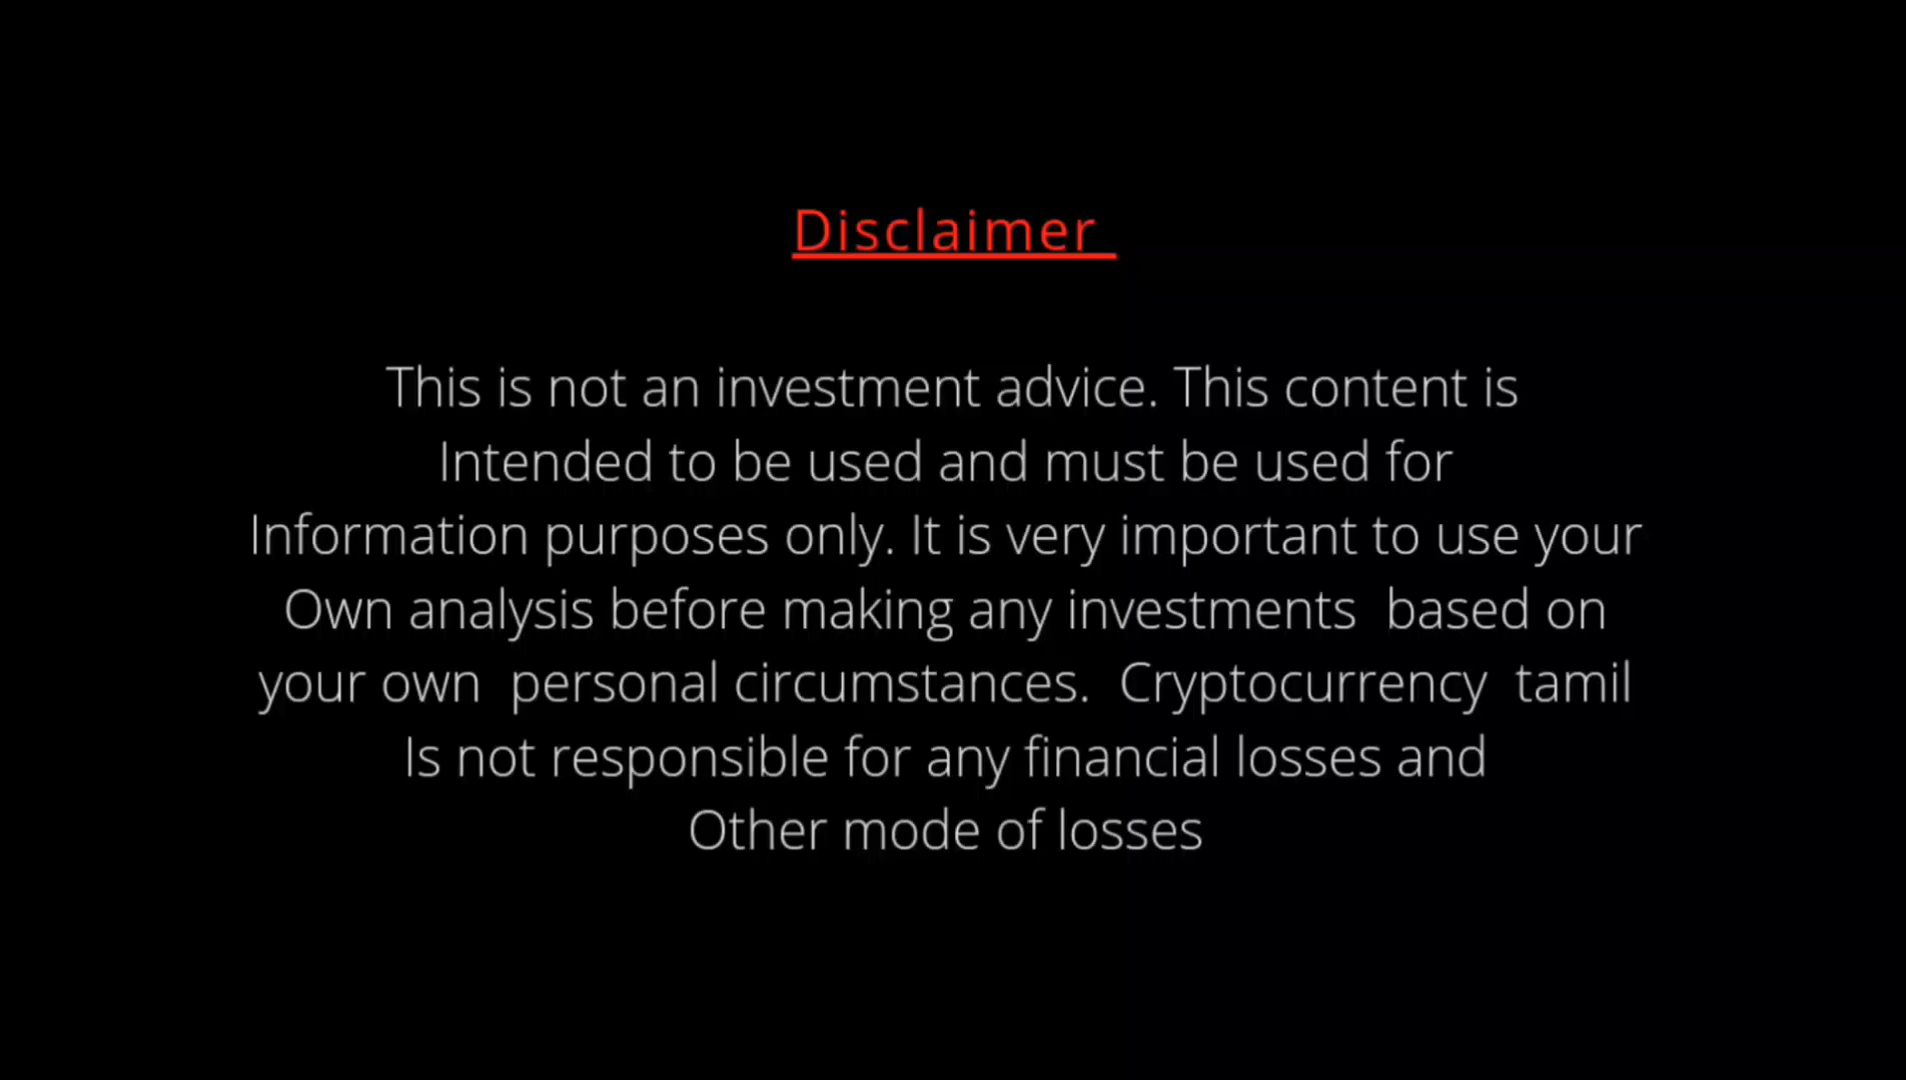 Disclaimer
This is not an investment advice. This content is
Intended to be used and must be used for
Information purposes only. It is very important to use your
Own analysis before making any investments  based on
your own  personal circumstances.  Cryptocurrency  tamil
Is not responsible for any financial losses and
Other mode of losses